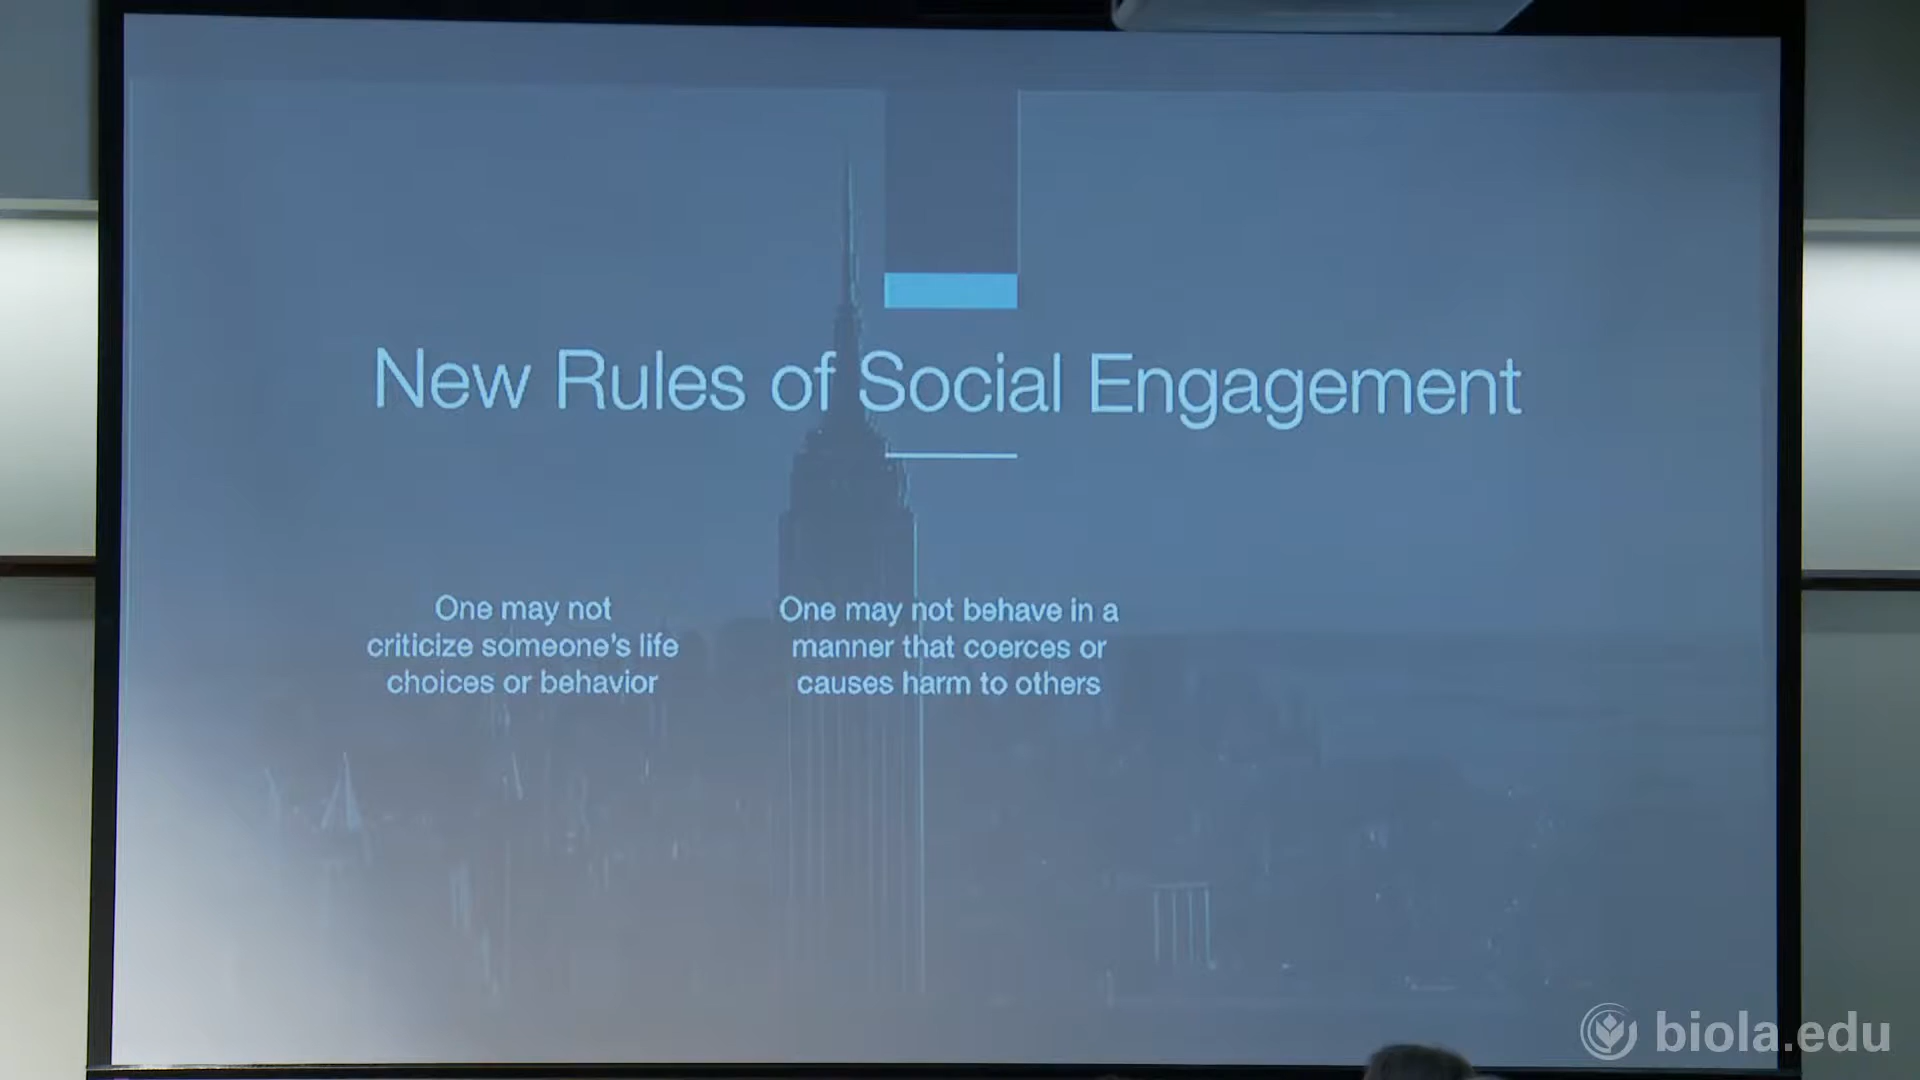 New Rules of Social Engagement
One may not
criticize someone's life
choices or behavior
One may not behave in a
manner that coerces or
causes harm to others
biola.edu